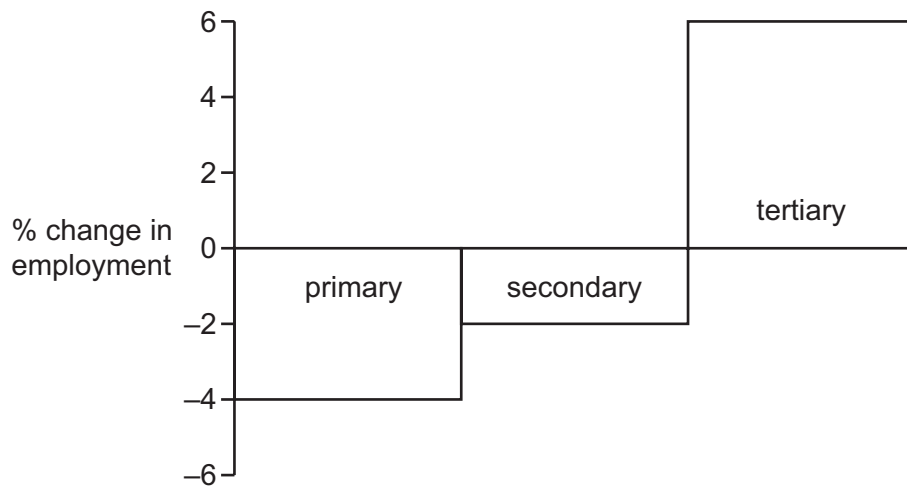 6
4
2
0
–2
–4
–6
% change in
employment
primary
secondary
tertiary